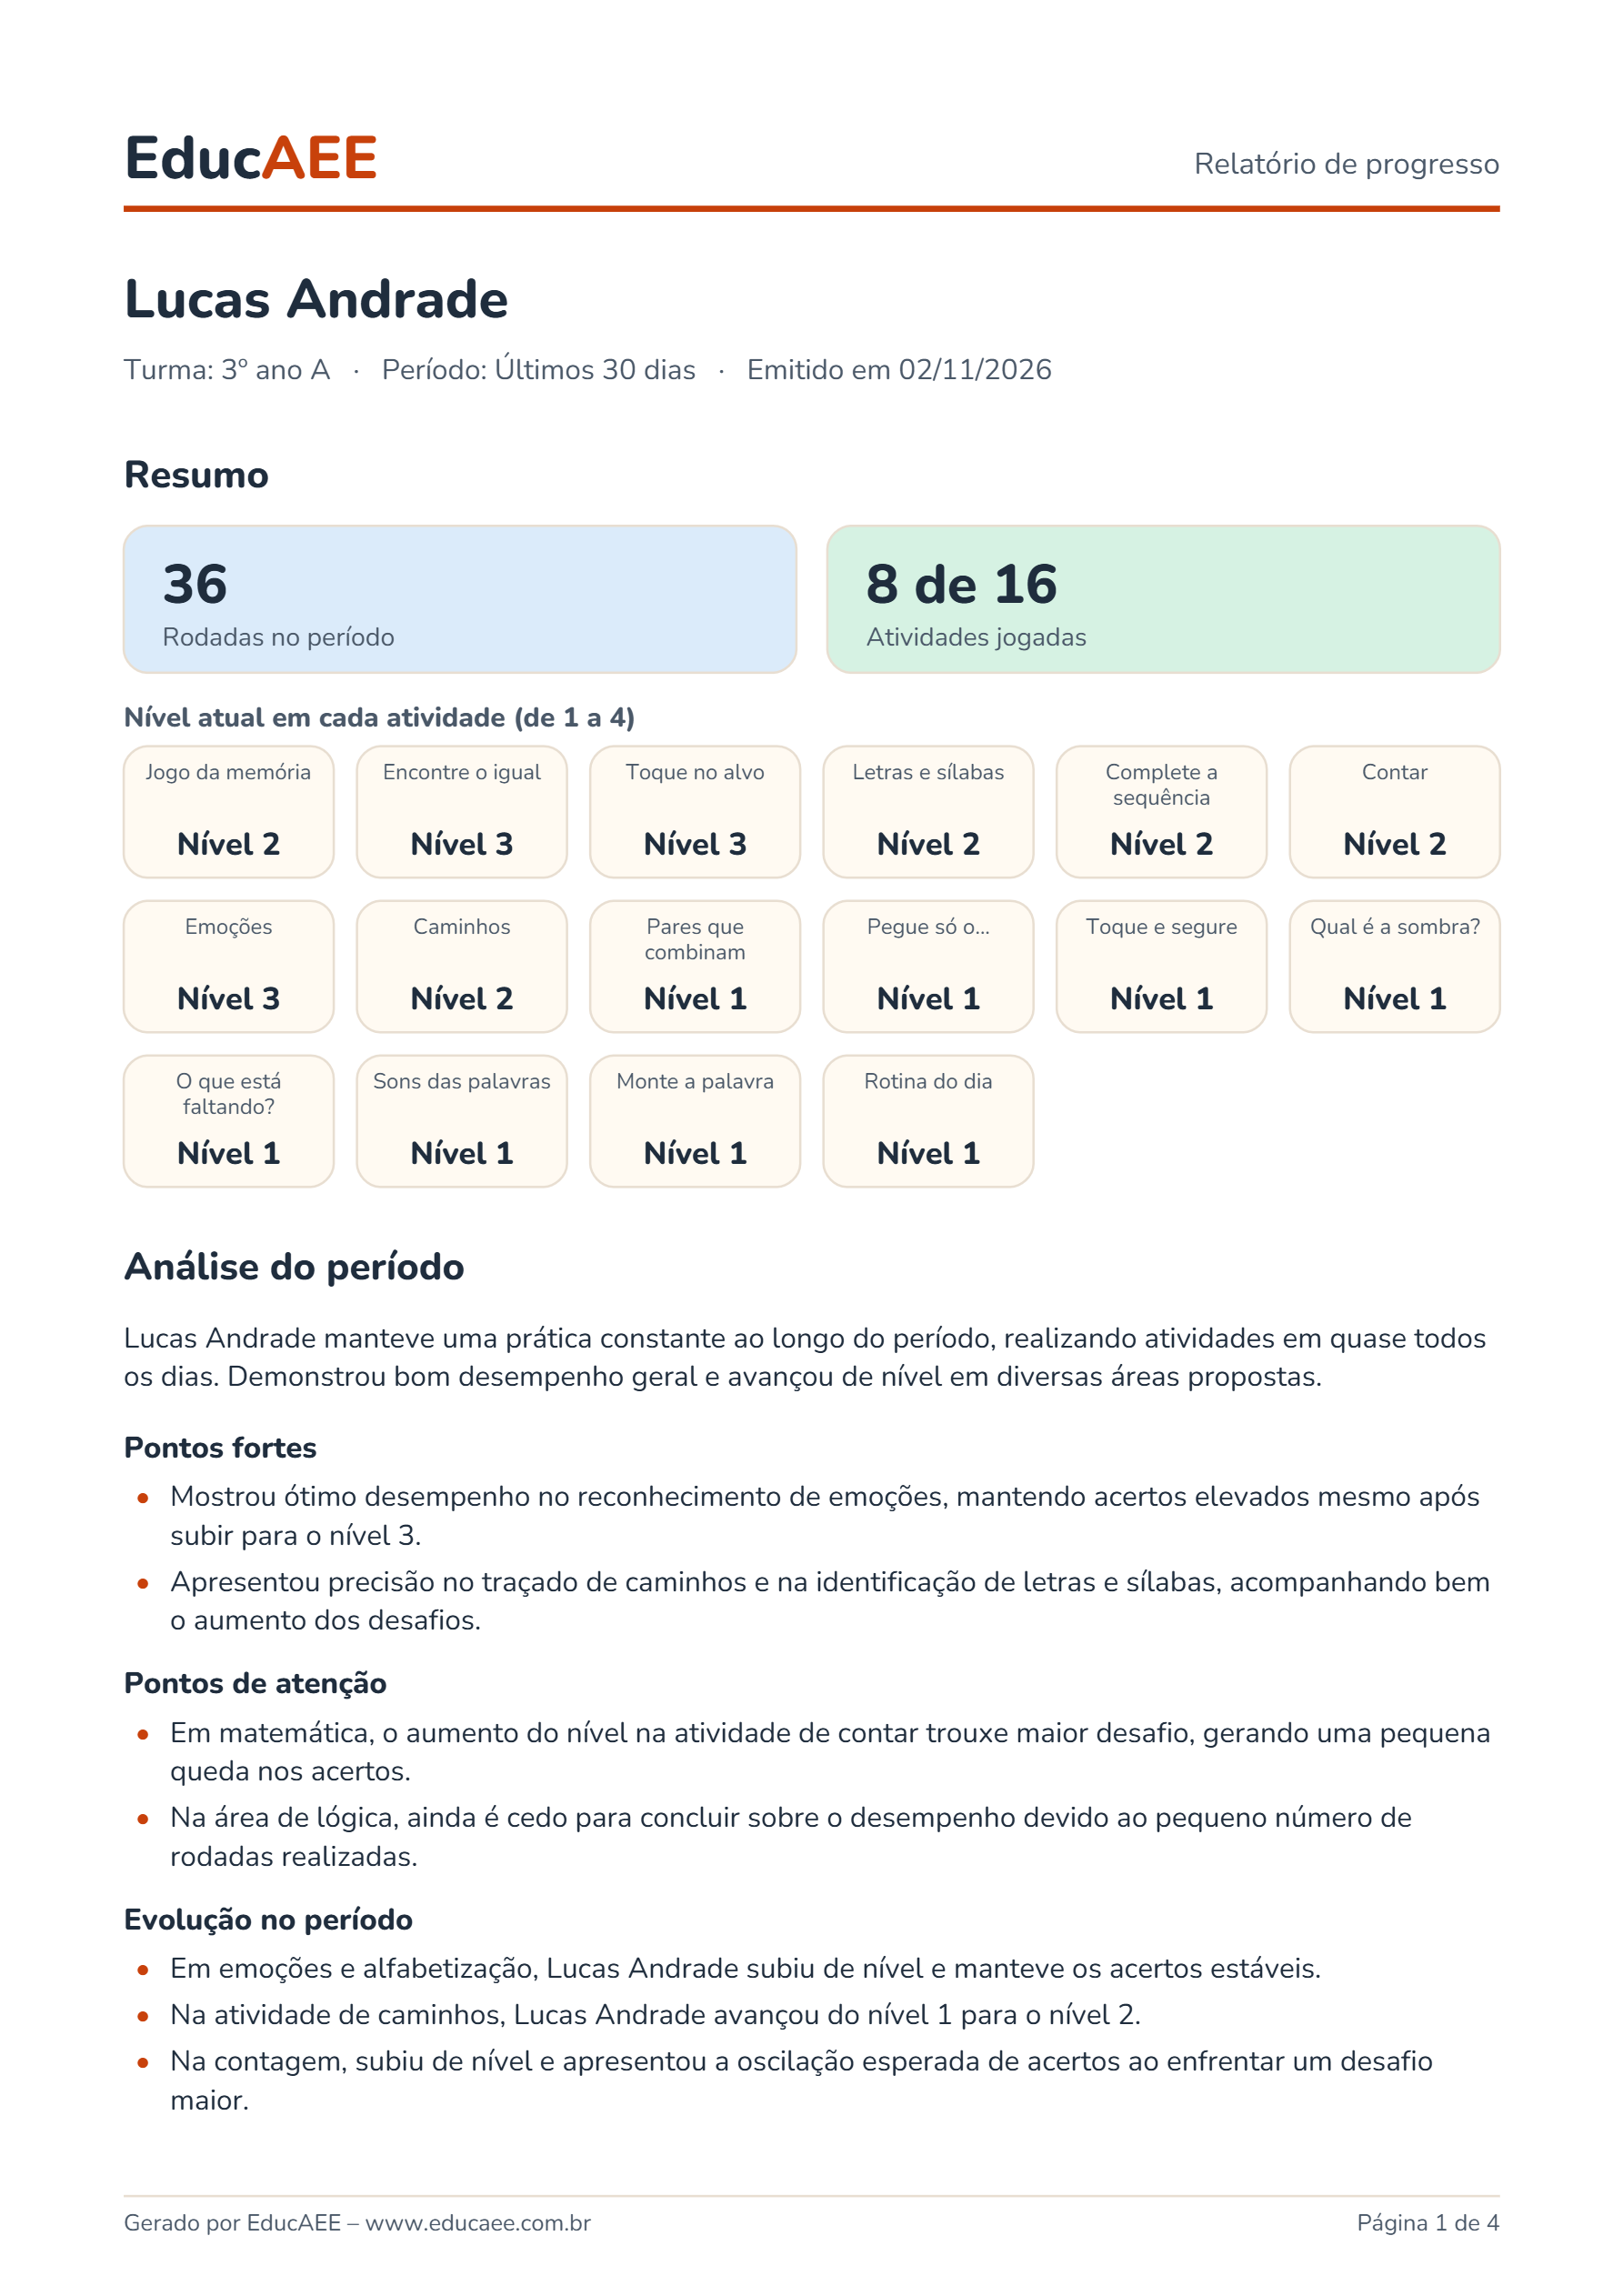 EducAEE
Relatório de progresso
Lucas Andrade
Turma: 3º ano A · Período: Últimos 30 dias · Emitido em 02/11/2026
Resumo
36
Rodadas no período
8 de 16
Atividades jogadas
Nível atual em cada atividade (de 1 a 4)
Jogo da memória
Nível 2
Encontre o igual
Nível 3
Toque no alvo
Nível 3
Letras e sílabas
Nível 2
Complete a
sequência
Nível 2
Contar
Nível 2
Emoções
Nível 3
Caminhos
Nível 2
Pares que
combinam
Nível 1
Pegue só o...
Nível 1
Toque e segure
Nível 1
Qual é a sombra?
Nível 1
O que está
faltando?
Nível 1
Sons das palavras
Nível 1
Monte a palavra
Nível 1
Rotina do dia
Nível 1
Análise do período
Lucas Andrade manteve uma prática constante ao longo do período, realizando atividades em quase todos
os dias. Demonstrou bom desempenho geral e avançou de nível em diversas áreas propostas.
Pontos fortes
• Mostrou ótimo desempenho no reconhecimento de emoções, mantendo acertos elevados mesmo após
subir para o nível 3.
• Apresentou precisão no traçado de caminhos e na identificação de letras e sílabas, acompanhando bem
o aumento dos desafios.
Pontos de atenção
• Em matemática, o aumento do nível na atividade de contar trouxe maior desafio, gerando uma pequena
queda nos acertos.
• Na área de lógica, ainda é cedo para concluir sobre o desempenho devido ao pequeno número de
rodadas realizadas.
Evolução no período
• Em emoções e alfabetização, Lucas Andrade subiu de nível e manteve os acertos estáveis.
• Na atividade de caminhos, Lucas Andrade avançou do nível 1 para o nível 2.
• Na contagem, subiu de nível e apresentou a oscilação esperada de acertos ao enfrentar um desafio
maior.
Gerado por EducAEE – www.educaee.com.br
Página 1 de 4